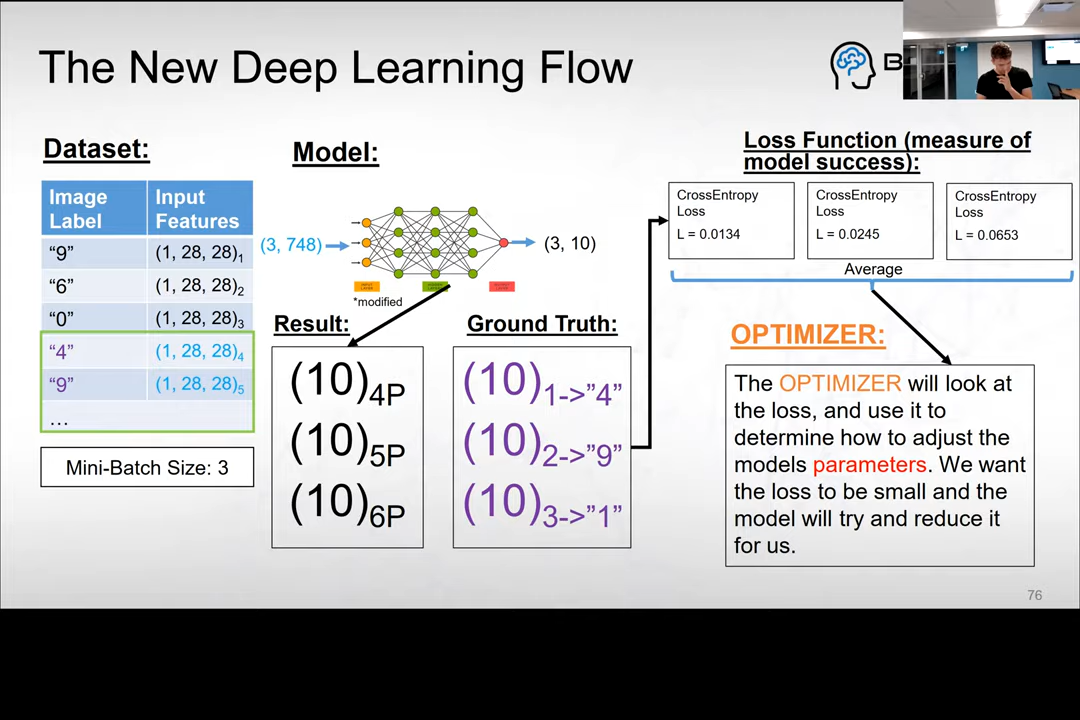 The New Deep Learning Flow
B
Dataset:
Image Label
Input Features
“9” (1, 28, 28)1
“6” (1, 28, 28)2
“0” (1, 28, 28)3
“4” (1, 28, 28)4
“9” (1, 28, 28)5
…
Mini-Batch Size: 3
Model:
(3, 748)
(3, 10)
*modified
Result:
(10)4P
(10)5P
(10)6P
Ground Truth:
(10)1->”4”
(10)2->”9”
(10)3->”1”
Loss Function (measure of
model success):
CrossEntropy
Loss
L = 0.0134
CrossEntropy
Loss
L = 0.0245
CrossEntropy
Loss
L = 0.0653
Average
OPTIMIZER:
The OPTIMIZER will look at
the loss, and use it to
determine how to adjust the
models parameters. We want
the loss to be small and the
model will try and reduce it
for us.
76